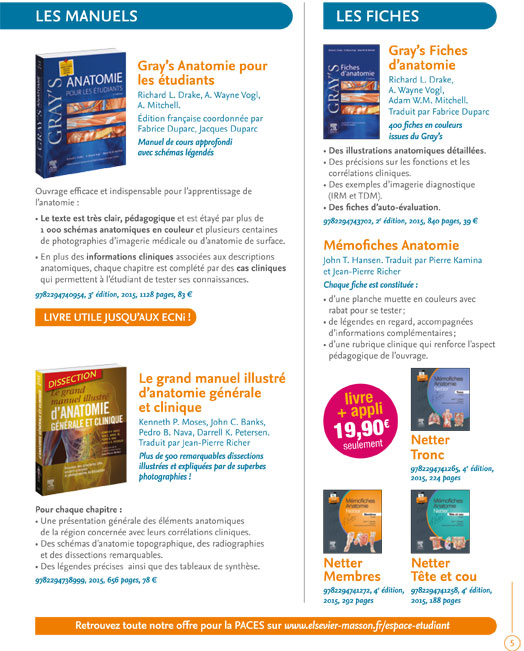 LES MANUELS
GRAY'S
ANATOMIE
POUR LES ÉTUDIANTS
Gray's Anatomie pour
les étudiants
Richard L. Drake, A. Wayne Vogl,
A. Mitchell.
Édition française coordonnée par
Fabrice Duparc, Jacques Duparc
Manuel de cours approfondi
avec schémas légendés
Ouvrage efficace et indispensable pour l'apprentissage de
l'anatomie :
• Le texte est très clair, pédagogique et est étayé par plus de
1 000 schémas anatomiques en couleur et plusieurs centaines
de photographies d'imagerie médicale ou d'anatomie de surface.
• En plus des informations cliniques associées aux descriptions
anatomiques, chaque chapitre est complété par des cas cliniques
qui permettent à l'étudiant de tester ses connaissances.
9782294740954, 3e édition, 2015, 1128 pages, 83 €
LIVRE UTILE JUSQU'AUX ECNi !
DISSECTION
Le grand
manuel illustré
D'ANATOMIE
GÉNÉRALE ET CLINIQUE
Le grand manuel illustré
d'anatomie générale
et clinique
Kenneth P. Moses, John C. Banks,
Pedro B. Nava, Darrell K. Petersen.
Traduit par Jean-Pierre Richer
Plus de 500 remarquables dissections
illustrées et expliquées par de superbes
photographies !
Pour chaque chapitre :
• Une présentation générale des éléments anatomiques
de la région concernée avec leurs corrélations cliniques.
• Des schémas d'anatomie topographique, des radiographies
et des dissections remarquables.
• Des légendes précises ainsi que des tableaux de synthèse.
9782294738999, 2015, 656 pages, 78 €
LES FICHES
GRAY'S
Fiches
d'anatomie
Gray's Fiches
d'anatomie
Richard L. Drake,
A. Wayne Vogl,
Adam W.M. Mitchell.
Traduit par Fabrice Duparc
400 fiches en couleurs
issues du Gray's
• Des illustrations anatomiques détaillées.
• Des précisions sur les fonctions et les
corrélations cliniques.
• Des exemples d'imagerie diagnostique
(IRM et TDM).
• Des fiches d'auto-évaluation.
9782294743702, 2e édition, 2015, 840 pages, 39 €
Mémofiches Anatomie
John T. Hansen. Traduit par Pierre Kamina
et Jean-Pierre Richer
Chaque fiche est constituée :
• d'une planche muette en couleurs avec
rabat pour se tester ;
• de légendes en regard, accompagnées
d'informations complémentaires ;
• d'une rubrique clinique qui renforce l'aspect
pédagogique de l'ouvrage.
livre
+ appli
19,90€
seulement
Mémofiches
Anatomie
Netter
Tronc
Netter
Tronc
9782294741265, 4e édition,
2015, 224 pages
Mémofiches
Anatomie
Netter
Membres
Netter
Membres
9782294741272, 4e édition,
2015, 292 pages
Mémofiches
Anatomie
Netter
Tête et cou
Netter
Tête et cou
9782294741258, 4e édition,
2015, 188 pages
Retrouvez toute notre offre pour la PACES sur www.elsevier-masson.fr/espace-etudiant
5